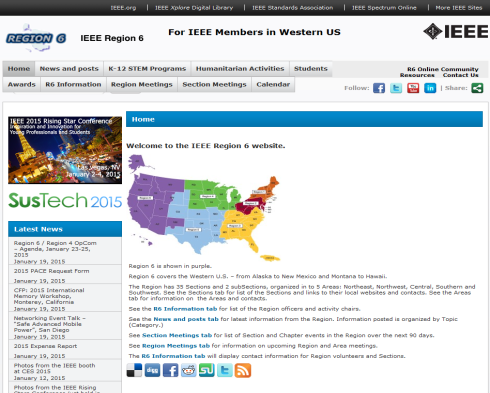 IEEE.org | IEEE Xplore Digital Library | IEEE Standards Association | IEEE Spectrum Online | More IEEE Sites
REGION 6
IEEE Region 6
For IEEE Members in Western US
IEEE
Home
News and posts
K-12 STEM Programs
Humanitarian Activities
Students
R6 Online Community
Resources Contact Us
Awards
R6 Information
Region Meetings
Section Meetings
Calendar
Follow:
| Share:
IEEE 2015 Rising Star Conference
Inspiration and Innovation for
Young Professionals and Students
Las Vegas, NV
January 2-4, 2015
SusTech 2015
Latest News
Region 6 / Region 4 OpCom
– Agenda, January 23-25,
2015
January 19, 2015
2015 PACE Request Form
January 19, 2015
CFP: 2015 International
Memory Workshop,
Monterey, California
January 19, 2015
Networking Event Talk –
"Safe Advanced Mobile
Power", San Diego
January 19, 2015
2015 Expense Report
January 19, 2015
Photos from the IEEE booth
at CES 2015
January 12, 2015
Photos from the IEEE Rising
Home
Welcome to the IEEE Region 6 website.
Region 6 is shown in purple.
Region 6 covers the Western U.S. – from Alaska to New Mexico and Montana to Hawaii.
The Region has 35 Sections and 2 subSections, organized in to 5 Areas: Northeast, Northwest, Central, Southern and
Southwest. See the Sections tab for list of the Sections and links to their local websites and contacts. See the Areas
tab for information on the Areas and contacts.
See the R6 Information tab for list of the Region officers and activity chairs.
See the News and posts tab for latest information from the Region. Information posted is organized by Topic
(Category.)
See Section Meetings tab for list of Section and Chapter events in the Region over the next 90 days.
See Region Meetings tab for information on upcoming Region and Area meetings.
The R6 Information tab will display contact information for Region volunteers and Sections.